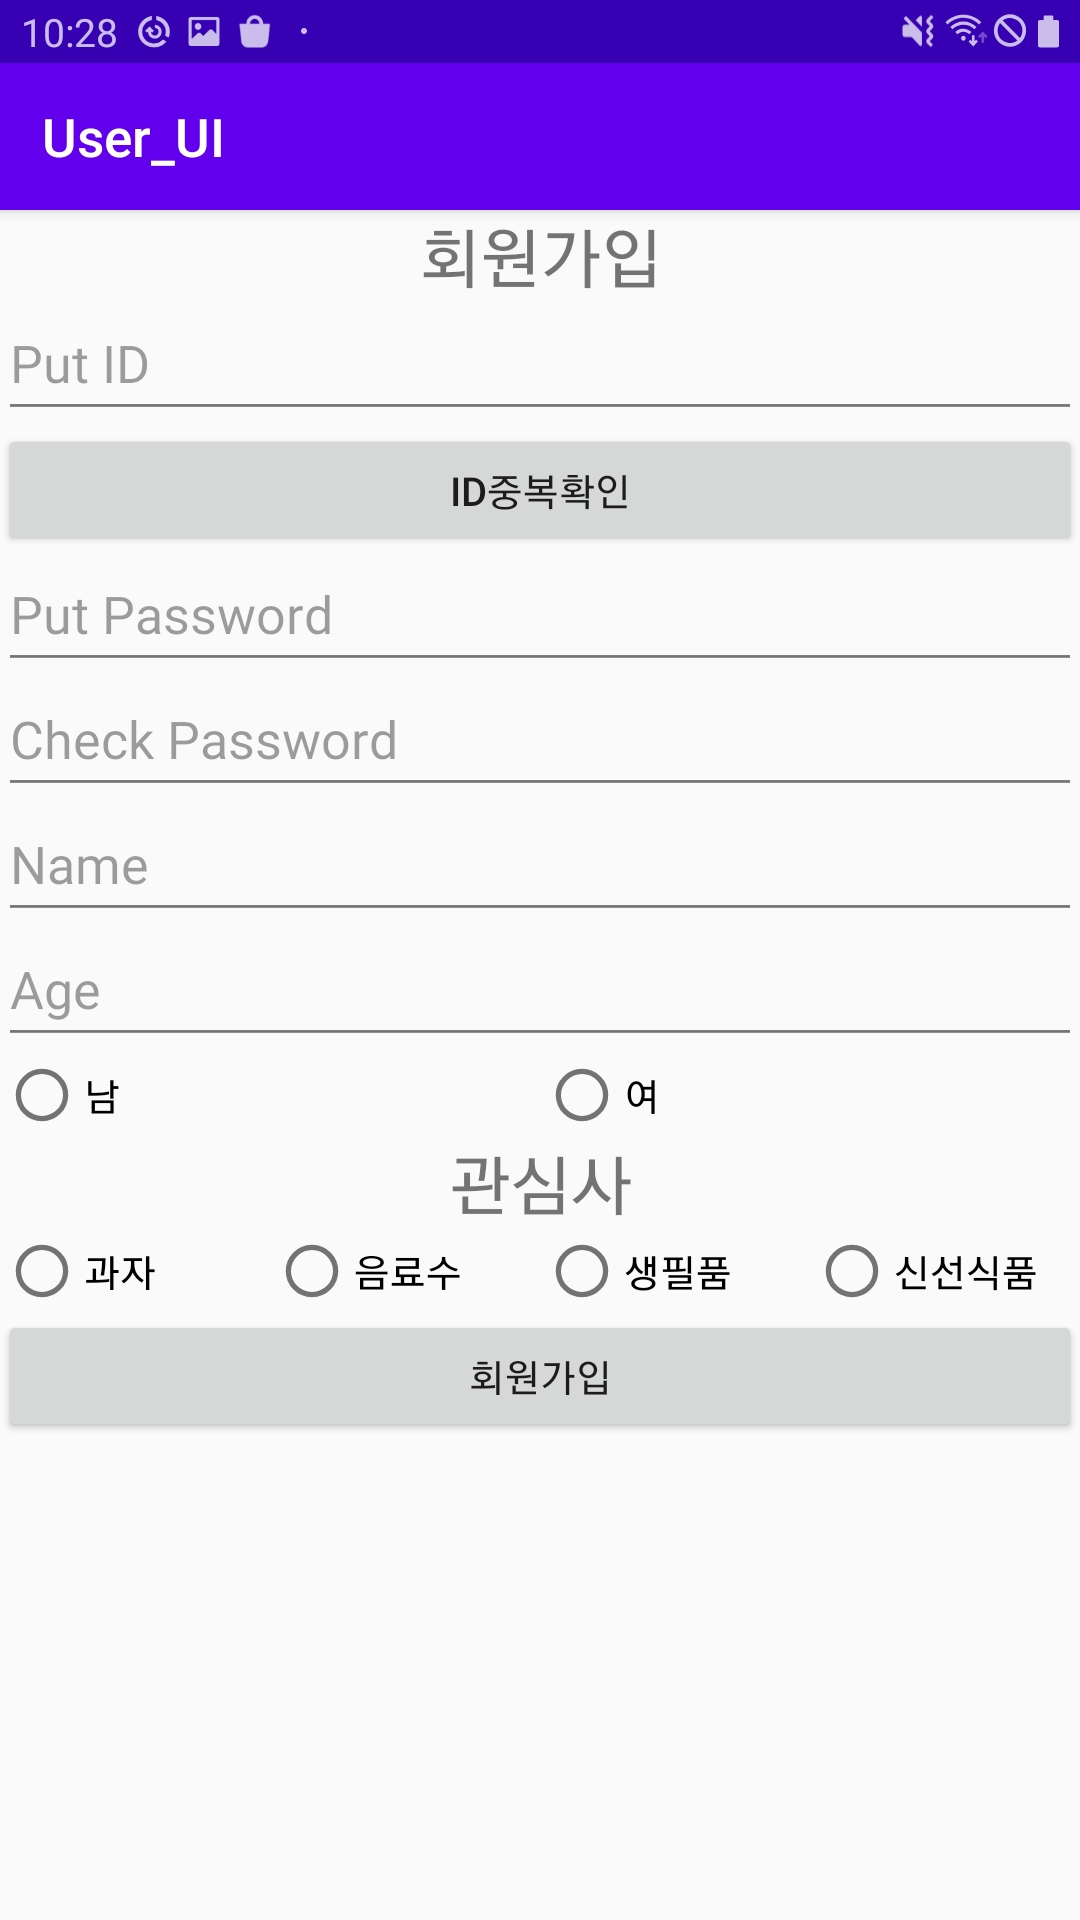 10:28
User_UI
회원가입
Put ID
ID중복확인
Put Password
Check Password
Name
Age
남 여
관심사
과자 음료수 생필품 신선식품
회원가입